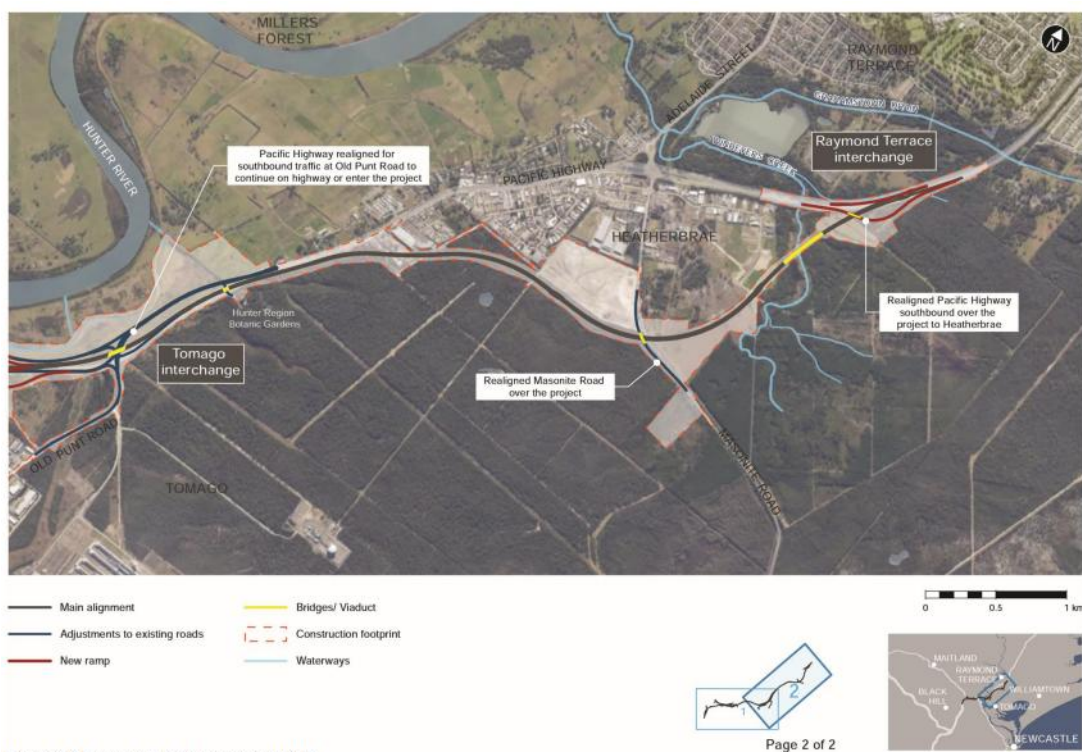 MILLERS
FOREST
RAYMOND
TERRACE
N
ADELAIDE STREET
GRAHAMSTOWN DRAIN
WINDEYERS CREEK
Raymond Terrace
interchange
HUNTER RIVER
Pacific Highway realigned for
southbound traffic at Old Punt Road to
continue on highway or enter the project
PACIFIC HIGHWAY
HEATHERBRAE
Hunter Region
Botanic Gardens
Realigned Pacific Highway
southbound over the
project to Heatherbrae
Tomago
interchange
Realigned Masonite Road
over the project
OLD PUNT ROAD
MASONITE ROAD
TOMAGO
Main alignment
Adjustments to existing roads
New ramp
Bridges/ Viaduct
Construction footprint
Waterways
0 0.5 1 km
1
2
Page 2 of 2
MAITLAND
RAYMOND
TERRACE
BLACK
HILL
WILLIAMTOWN
TOMAGO
NEWCASTLE